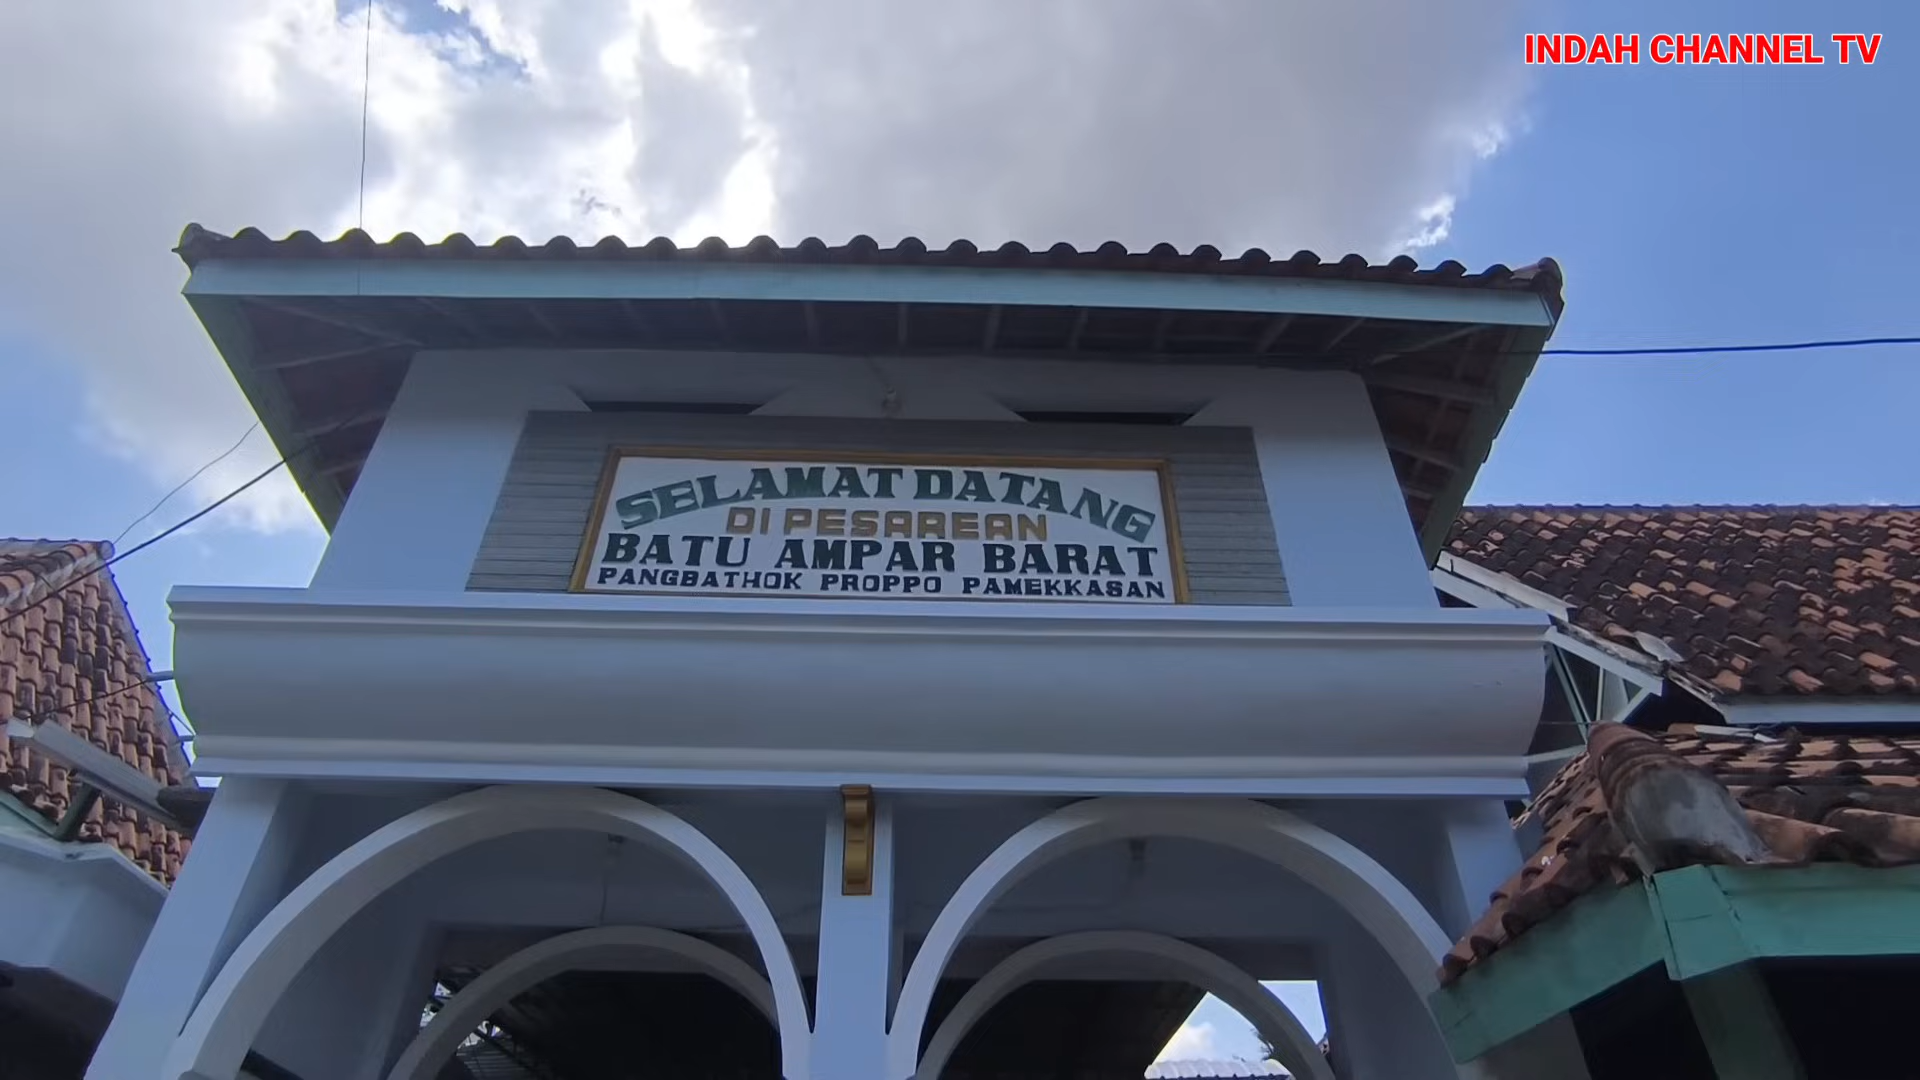 INDAH CHANNEL TV
SELAMAT DATANG
DI PESAREAN
BATU AMPAR BARAT
PANGBATHOK PROPPO PAMEKKASAN